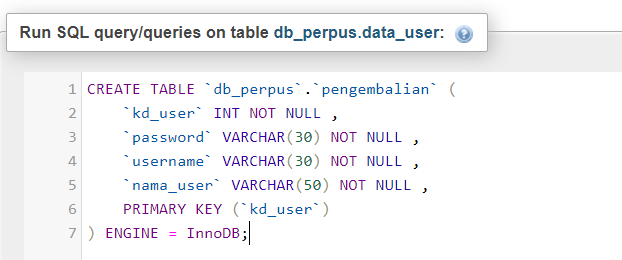 Run SQL query/queries on table db_perpus.data_user:
1 CREATE TABLE `db_perpus`.`pengembalian` (
2 `kd_user` INT NOT NULL ,
3 `password` VARCHAR(30) NOT NULL ,
4 `username` VARCHAR(30) NOT NULL ,
5 `nama_user` VARCHAR(50) NOT NULL ,
6 PRIMARY KEY (`kd_user`)
7 ) ENGINE = InnoDB;